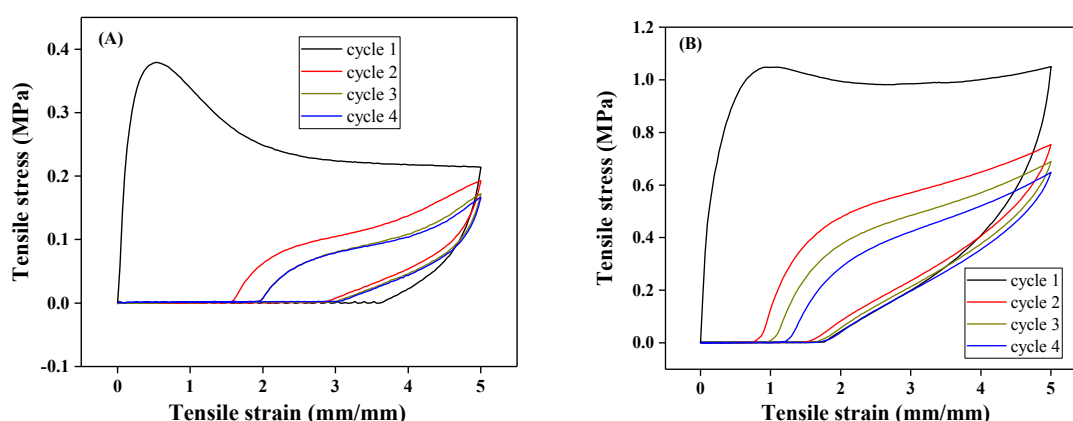 (A)
cycle 1
cycle 2
cycle 3
cycle 4
Tensile stress (MPa)
0.4
0.3
0.2
0.1
0.0
-0.1
0 1 2 3 4 5
Tensile strain (mm/mm)
(B)
cycle 1
cycle 2
cycle 3
cycle 4
Tensile stress (MPa)
1.2
1.0
0.8
0.6
0.4
0.2
0.0
0 1 2 3 4 5
Tensile strain (mm/mm)